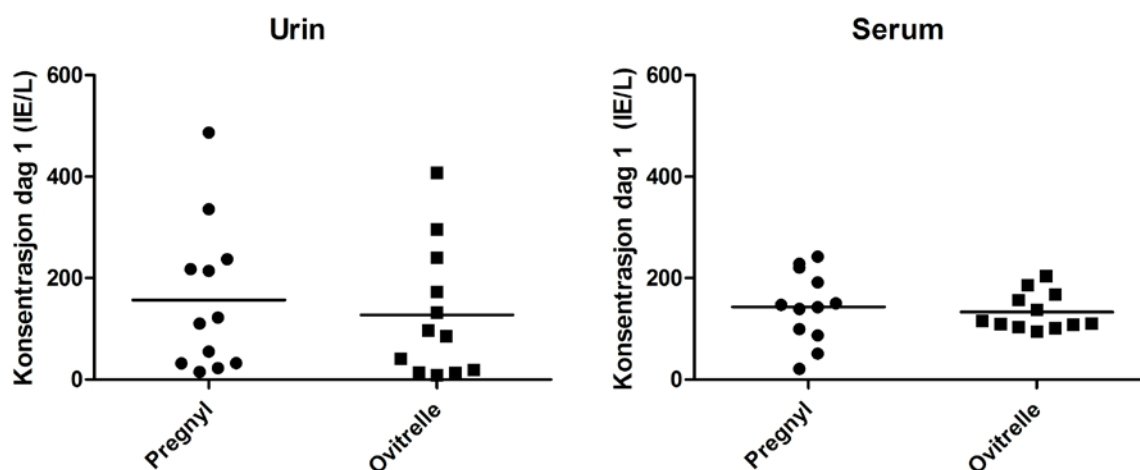 Urin
Konsentrasjon dag 1 (IE/L)
600
400
200
0
Pregnyl
Ovitrelle
Serum
Konsentrasjon dag 1 (IE/L)
600
400
200
0
Pregnyl
Ovitrelle